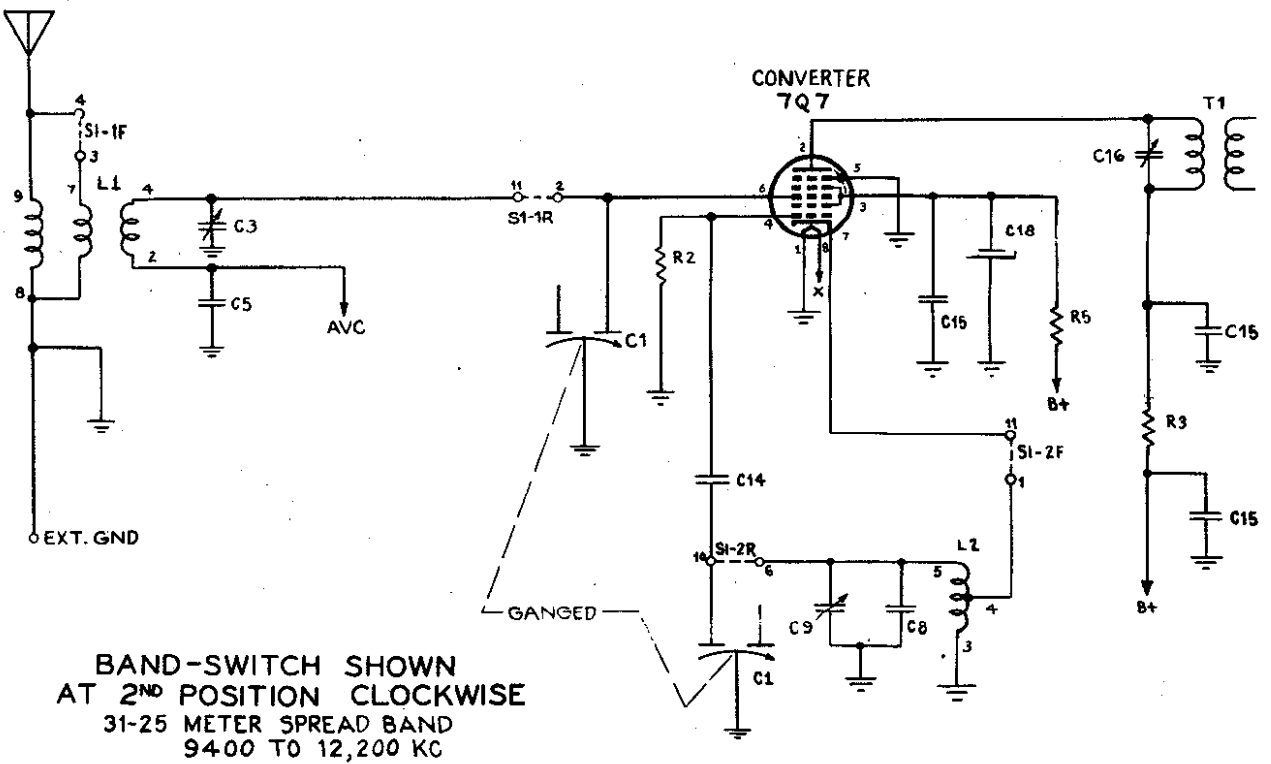 CONVERTER
7Q7
T1
4
S1-1F
3
9
7
L1
4
2
8
C3
C5
AVC
11
2
S1-1R
C1
R2
2
5
6
1
3
4
7
1
8
X
C15
C18
R5
B+
C16
C15
R3
C15
B+
11
S1-2F
1
C14
10
S1-2R
6
C9
C8
L2
5
4
3
C1
EXT. GND
GANGED
BAND-SWITCH SHOWN
AT 2ND POSITION CLOCKWISE
31-25 METER SPREAD BAND
9400 TO 12,200 KC